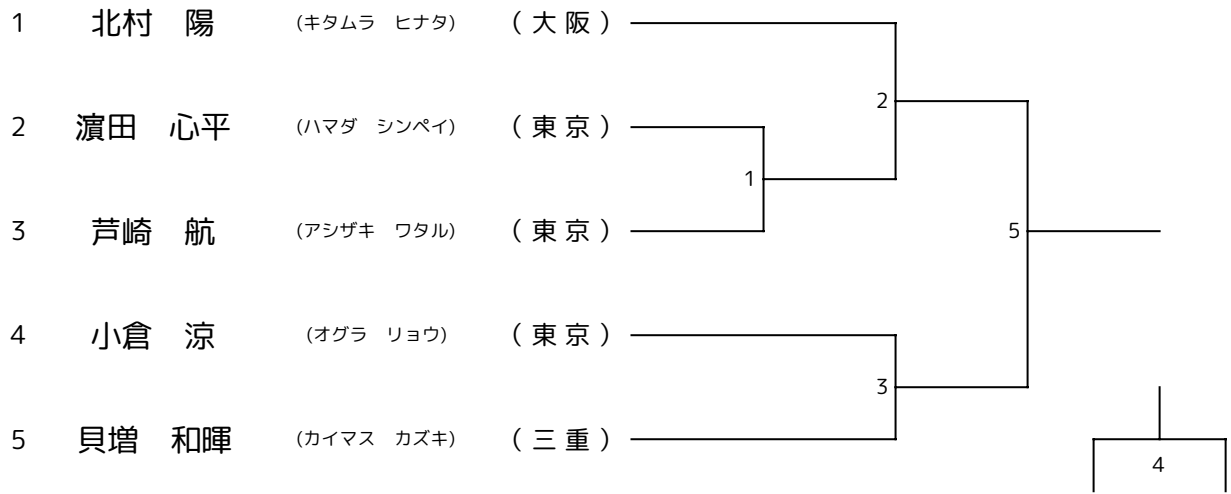 1 北村 陽 (キタムラ ヒナタ) (大阪)
2
2 濵田 心平 (ハマダ シンペイ) (東京)
1
3 芦崎 航 (アシザキ ワタル) (東京)
5
4 小倉 涼 (オグラ リョウ) (東京)
3
5 貝増 和暉 (カイマス カズキ) (三重)
4